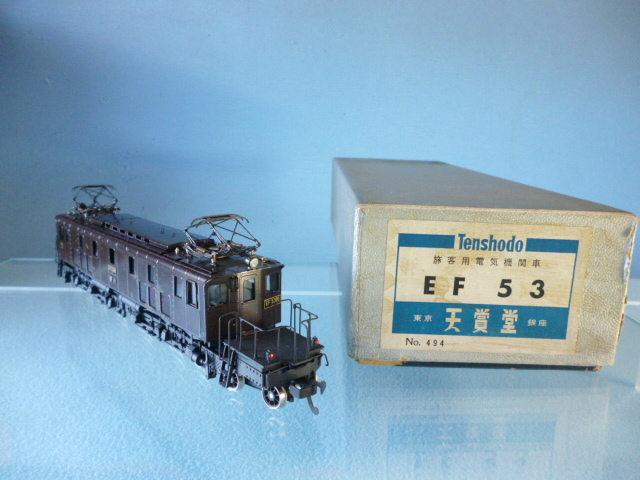 Tenshodo
旅客用電気機関車
EF 53
東京 天賞堂 銀座
No. 494